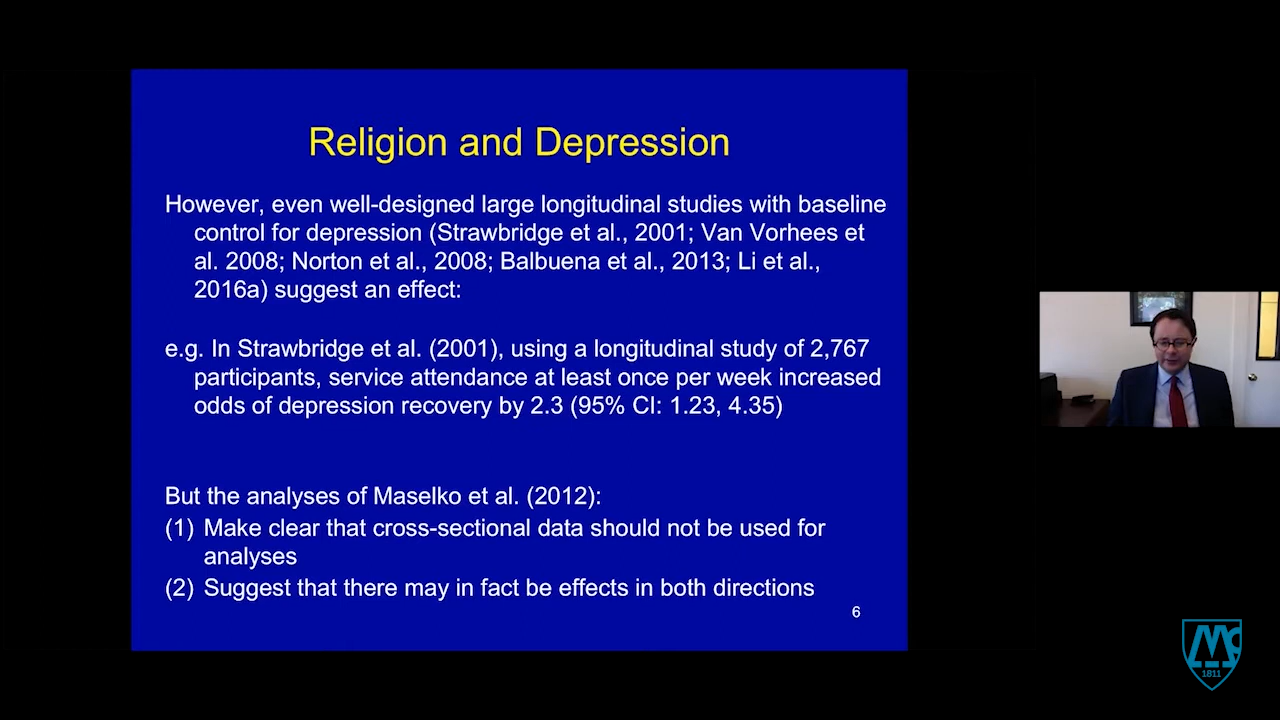 Religion and Depression
However, even well-designed large longitudinal studies with baseline
control for depression (Strawbridge et al., 2001; Van Vorhees et
al. 2008; Norton et al., 2008; Balbuena et al., 2013; Li et al.,
2016a) suggest an effect:
e.g. In Strawbridge et al. (2001), using a longitudinal study of 2,767
participants, service attendance at least once per week increased
odds of depression recovery by 2.3 (95% CI: 1.23, 4.35)
But the analyses of Maselko et al. (2012):
(1) Make clear that cross-sectional data should not be used for
analyses
(2) Suggest that there may in fact be effects in both directions
6
1811